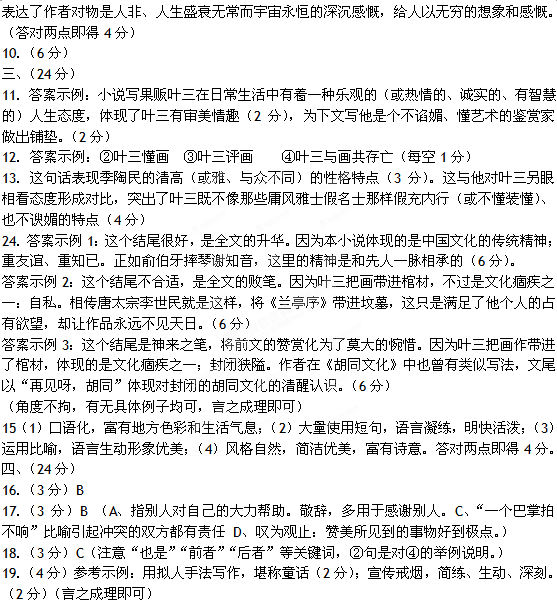 表达了作者对物是人非、人生盛衰无常而宇宙永恒的深沉感慨，给人以无穷的想象和感慨。
（答对两点即得 4 分）
10.（6 分）
三、（24 分）
11. 答案示例：小说写果贩叶三在日常生活中有着一种乐观的（或热情的、诚实的、有智慧
的）人生态度，体现了叶三有审美情趣（2 分），为下文写他是个不谄媚、懂艺术的鉴赏家
做出铺垫。（2 分）
12. 答案示例：②叶三懂画 ③叶三评画 ④叶三与画共存亡（每空 1 分）
13. 这句话表现季陶民的清高（或雅、与众不同）的性格特点（3 分）。这与他对叶三另眼
相看态度形成对比，突出了叶三既不像那些庸风雅士假名士那样假充内行（或不懂装懂）、
也不谀媚的特点（4 分）
24. 答案示例 1：这个结尾很好，是全文的升华。因为本小说体现的是中国文化的传统精神：
重友谊、重知已。正如俞伯牙摔琴谢知音，这里的精神是和先人一脉相承的（6 分）。
答案示例 2：这个结尾不合适，是全文的败笔。因为叶三把画带进棺材，不过是文化痼疾之
一：自私。相传唐太宗李世民就是这样，将《兰亭序》带进坟墓，这只是满足了他个人的占
有欲望，却让作品永远不见天日。（6 分）
答案示例 3：这个结尾是神来之笔，将前文的赞赏化为了莫大的惋惜。因为叶三把画作带进
了棺材，体现的是文化痼疾之一：封闭狭隘。作者在《胡同文化》中也曾有类似写法，文尾
以“再见呀，胡同”体现对封闭的胡同文化的清醒认识。（6 分）
（角度不拘，有无具体例子均可，言之成理即可）
15（1）口语化，富有地方色彩和生活气息；（2）大量使用短句，语言凝练，明快活泼；（3）
运用比喻，语言生动形象优美；（4）风格自然，简洁优美，富有诗意。答对两点即得 4 分。
四、（24 分）
16.（3 分）B
17.（3 分）B （A、指别人对自己的大力帮助。敬辞，多用于感谢别人。C、“一个巴掌拍
不响”比喻引起冲突的双方都有责任 D、叹为观止：赞美所见到的事物好到极点。）
18.（3 分）C（注意“也是”“前者”“后者”等关键词，②句是对④的举例说明。）
19.（4 分）参考示例：用拟人手法写作，堪称童话（2 分）；宣传戒烟，简练、生动、深刻。
（2 分）（言之成理即可）